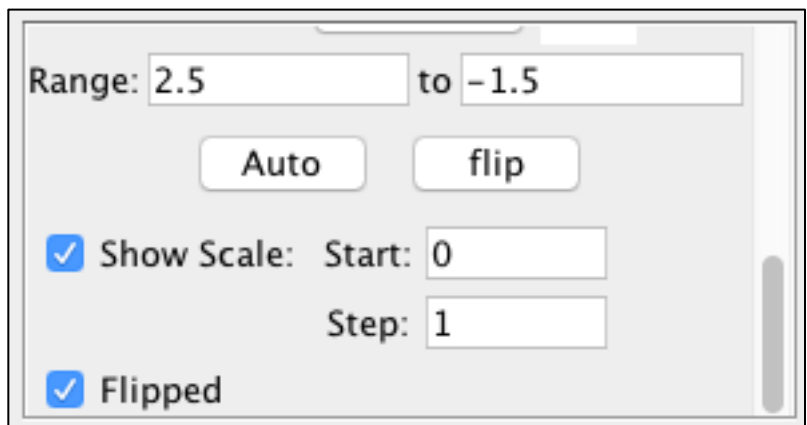 Range: 2.5 to -1.5
Auto flip
Show Scale: Start: 0
Step: 1
Flipped